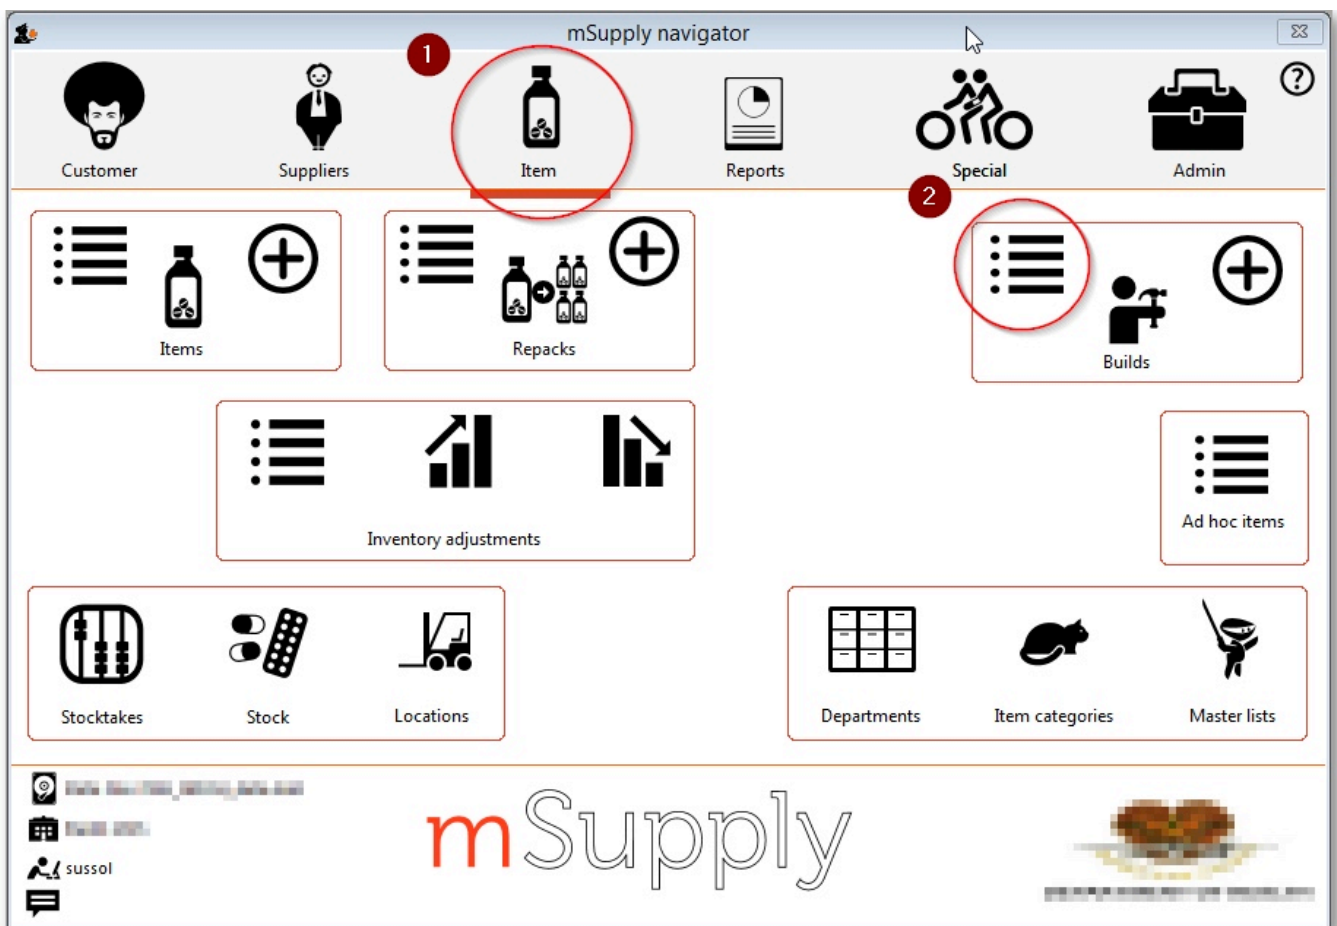 mSupply navigator
1
Customer
Suppliers
Item
Reports
Special
Admin
?
2
Items
Repacks
Builds
Inventory adjustments
Ad hoc items
Stocktakes
Stock
Locations
Departments
Item categories
Master lists
sussol
mSupply